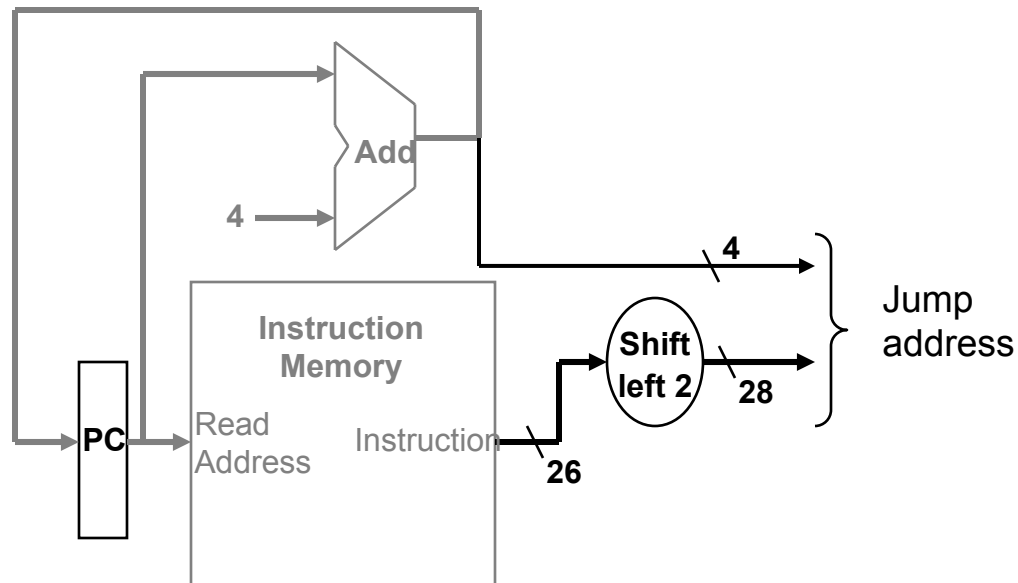 Add
4
4
Jump
address
Instruction
Memory
Shift
left 2
28
PC
Read
Address
Instruction
26